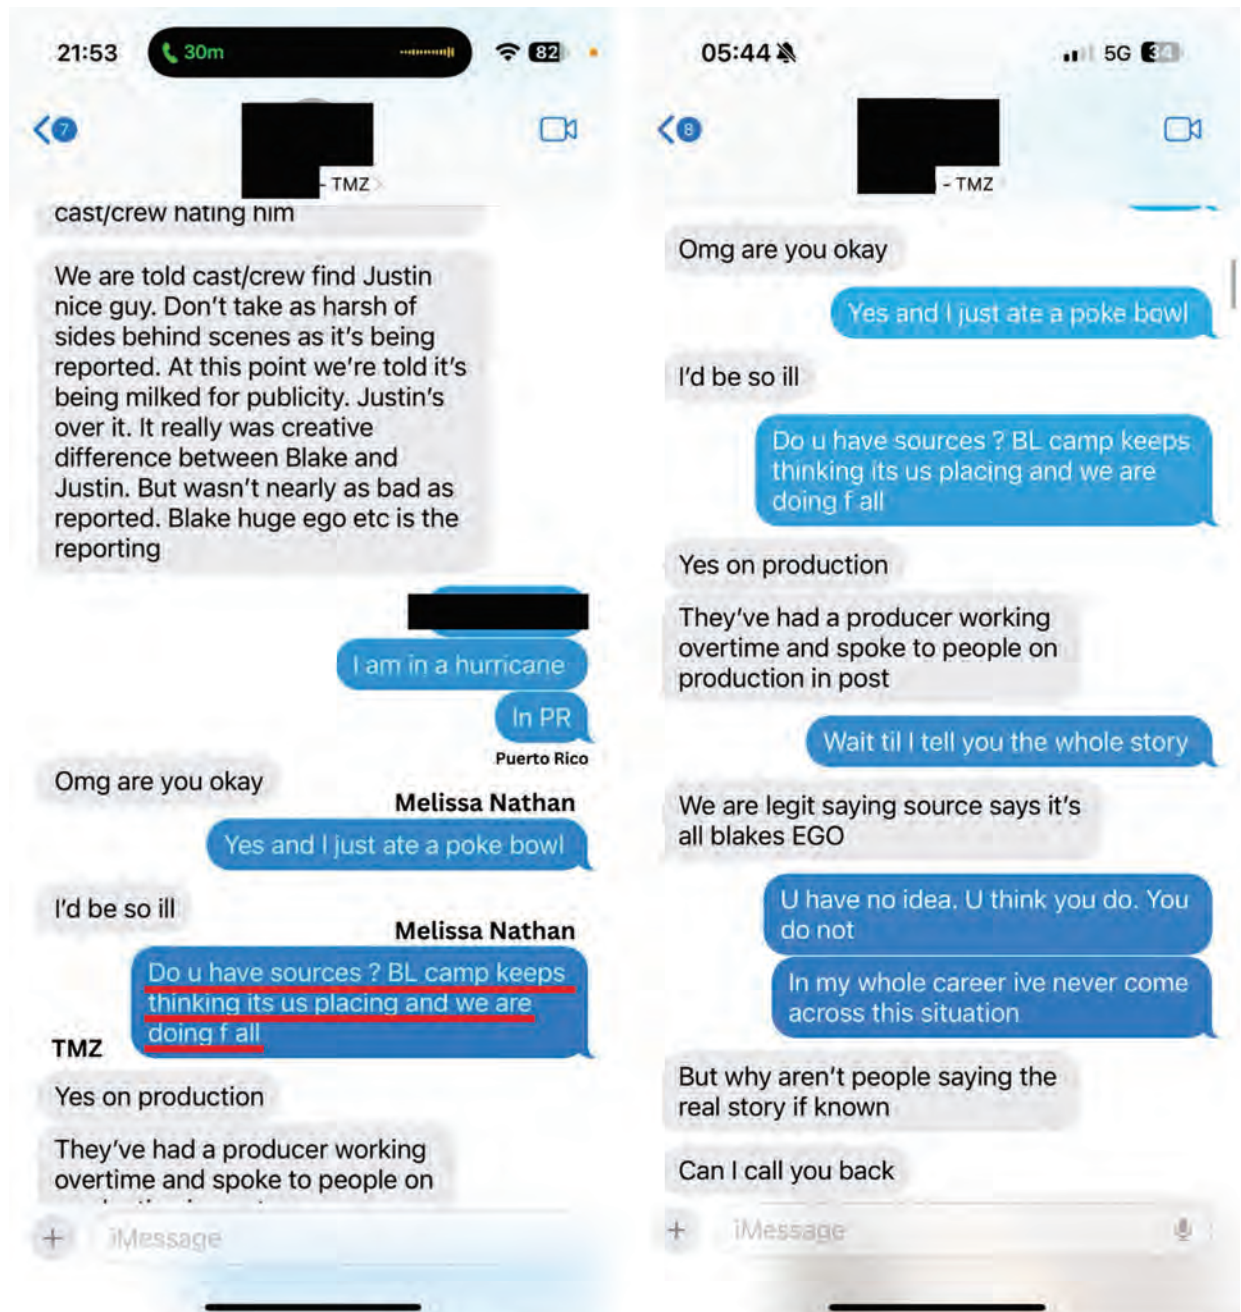 21:53
30m
82
7
- TMZ
cast/crew hating him
We are told cast/crew find Justin
nice guy. Don't take as harsh of
sides behind scenes as it's being
reported. At this point we're told it's
being milked for publicity. Justin's
over it. It really was creative
difference between Blake and
Justin. But wasn't nearly as bad as
reported. Blake huge ego etc is the
reporting
I am in a hurricane
In PR
Puerto Rico
Omg are you okay
Melissa Nathan
Yes and I just ate a poke bowl
I'd be so ill
Melissa Nathan
Do u have sources ? BL camp keeps
thinking its us placing and we are
doing f all
TMZ
Yes on production
They've had a producer working
overtime and spoke to people on
iMessage
05:44
5G
34
8
- TMZ
Omg are you okay
Yes and I just ate a poke bowl
I'd be so ill
Do u have sources ? BL camp keeps
thinking its us placing and we are
doing f all
Yes on production
They've had a producer working
overtime and spoke to people on
production in post
Wait til I tell you the whole story
We are legit saying source says it's
all blakes EGO
U have no idea. U think you do. You
do not
In my whole career ive never come
across this situation
But why aren't people saying the
real story if known
Can I call you back
iMessage